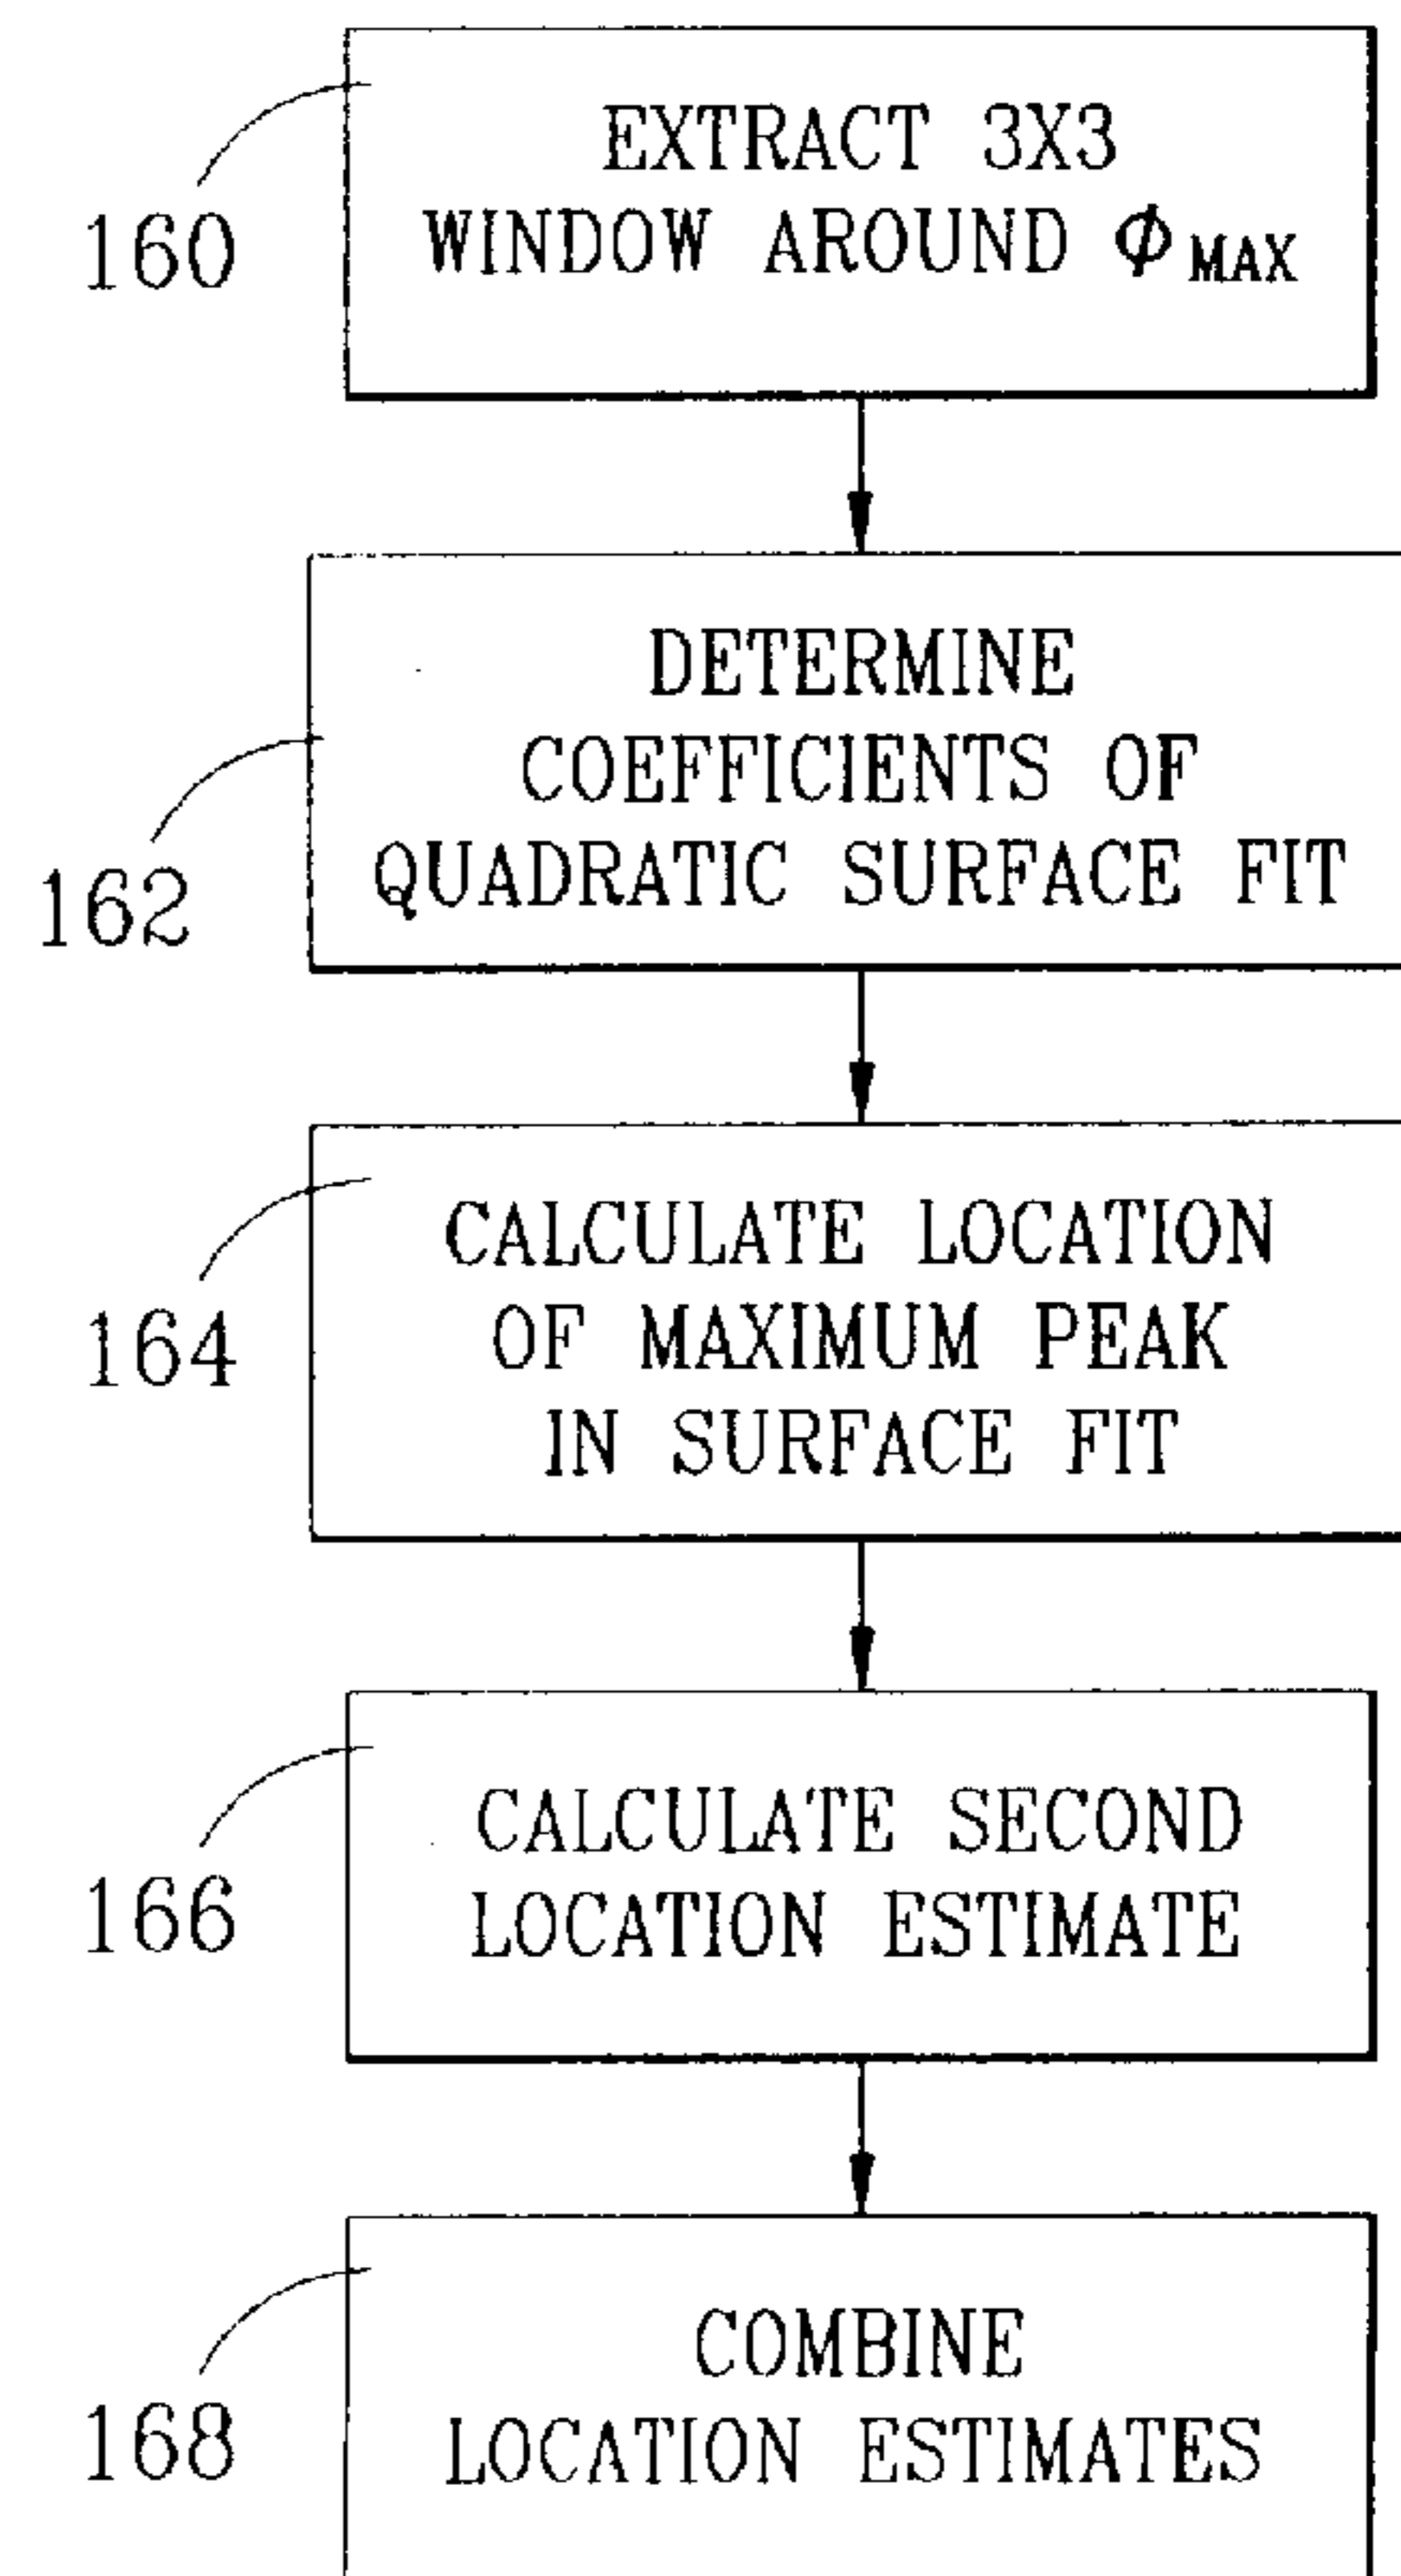 EXTRACT 3X3
WINDOW AROUND Φ MAX
160
DETERMINE
COEFFICIENTS OF
QUADRATIC SURFACE FIT
162
CALCULATE LOCATION
OF MAXIMUM PEAK
IN SURFACE FIT
164
CALCULATE SECOND
LOCATION ESTIMATE
166
COMBINE
LOCATION ESTIMATES
168